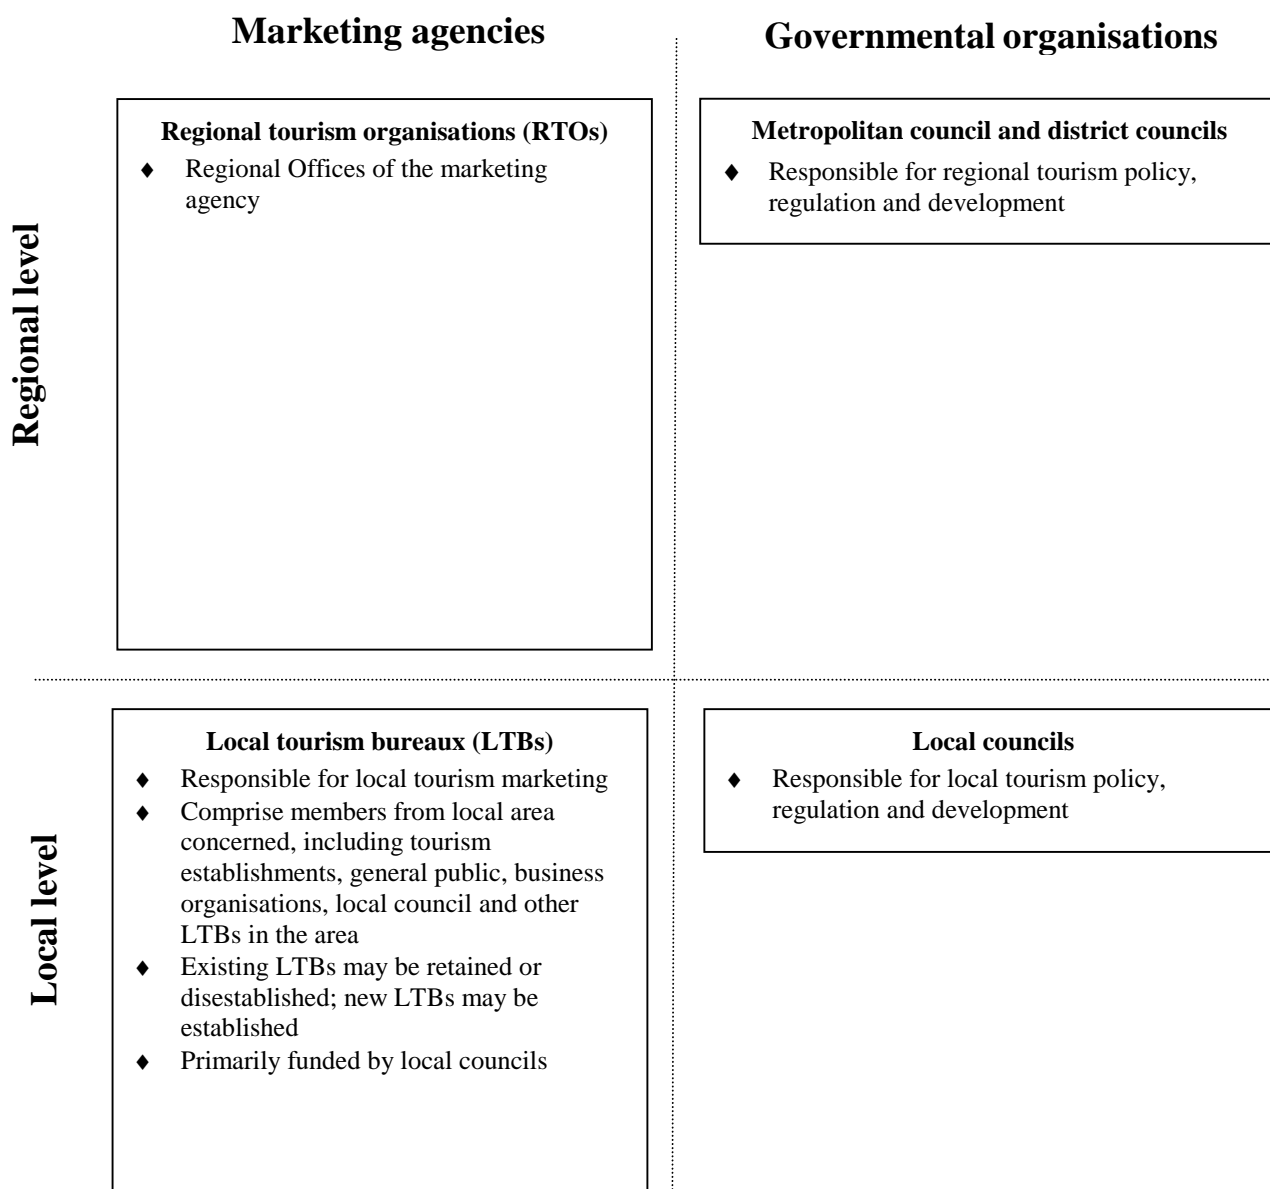 Marketing agencies
Governmental organisations
Regional level
Regional tourism organisations (RTOs)
♦ Regional Offices of the marketing
agency
Metropolitan council and district councils
♦ Responsible for regional tourism policy,
regulation and development
Local level
Local tourism bureaux (LTBs)
♦ Responsible for local tourism marketing
♦ Comprise members from local area
concerned, including tourism
establishments, general public, business
organisations, local council and other
LTBs in the area
♦ Existing LTBs may be retained or
disestablished; new LTBs may be
established
♦ Primarily funded by local councils
Local councils
♦ Responsible for local tourism policy,
regulation and development